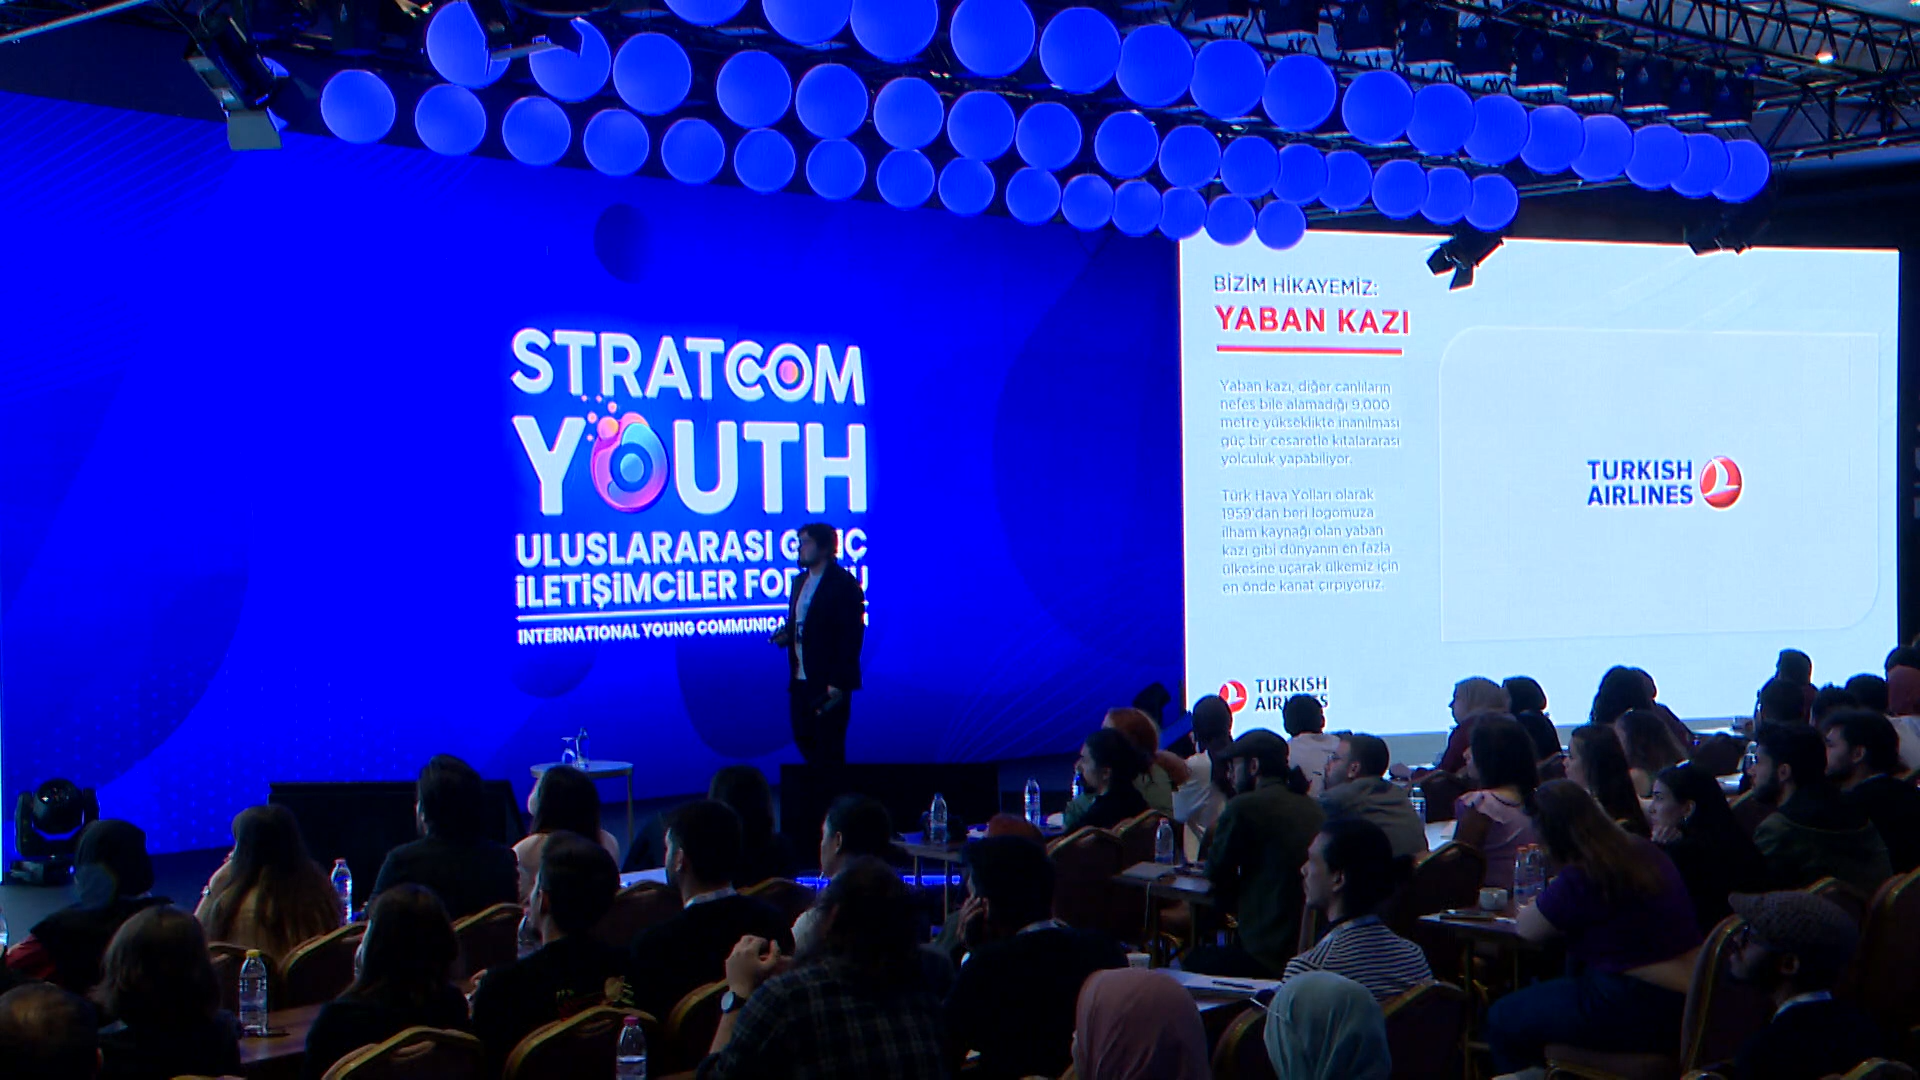 STRATCOM
YOUTH
ULUSLARARASI
İLETİŞİMCİLER
INTERNATIONAL YOUNG
BİZİM HİKAYEMİZ:
YABAN KAZI
Yaban kazı, diğer canlıların
nefes bile alamadığı 9.000
metre yükseklikte inanılması
güç bir cesaretle kıtalararası
yolculuk yapabiliyor.
Türk Hava Yolları olarak
1959'dan beri logomuza
ilham kaynağı olan yaban
kazı gibi dünyanın en fazla
ülkesine uçarak ülkemiz için
en önde kanat çırpıyoruz.
TURKISH
AIRLINES
TURKISH